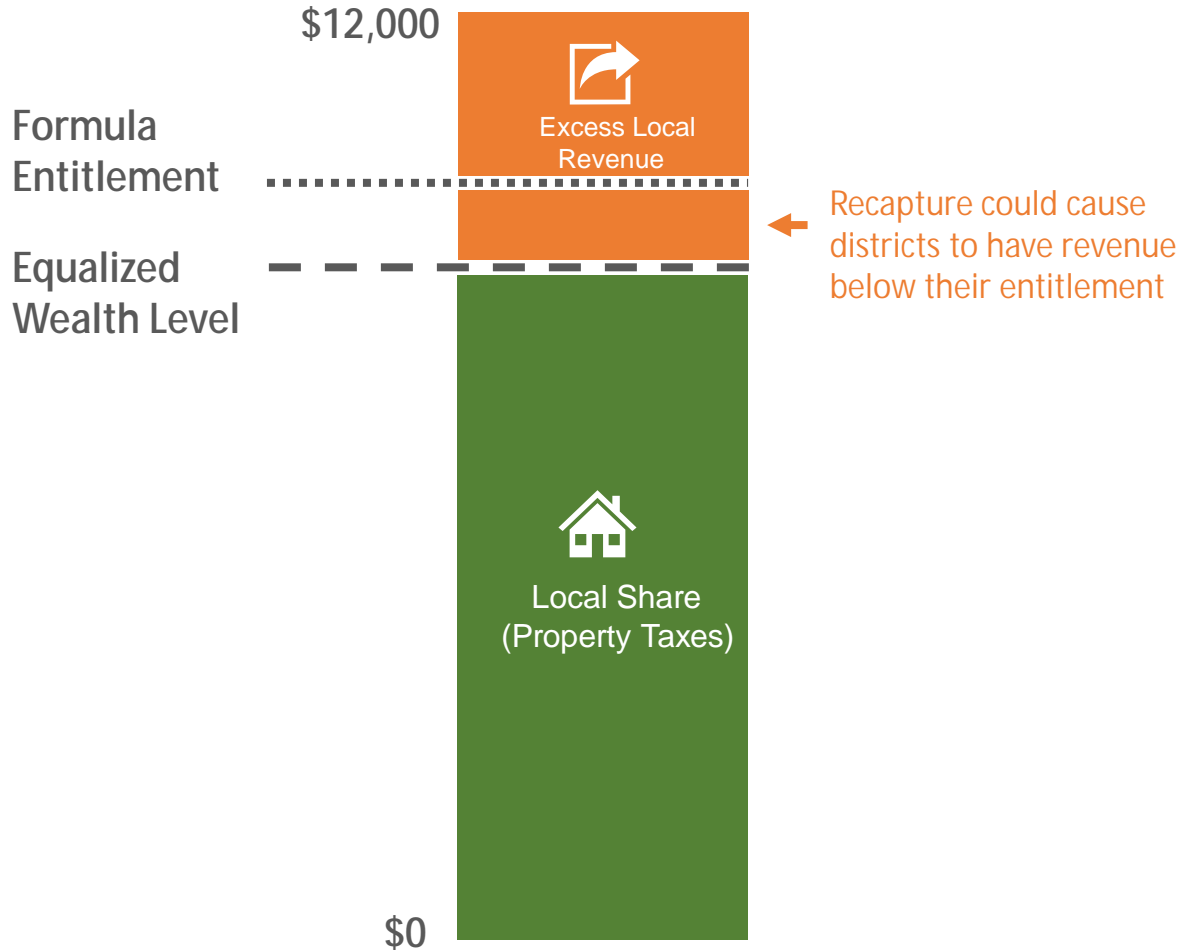 $12,000
Excess Local
Revenue
Formula
Entitlement
Recapture could cause
districts to have revenue
below their entitlement
Equalized
Wealth Level
Local Share
(Property Taxes)
$0